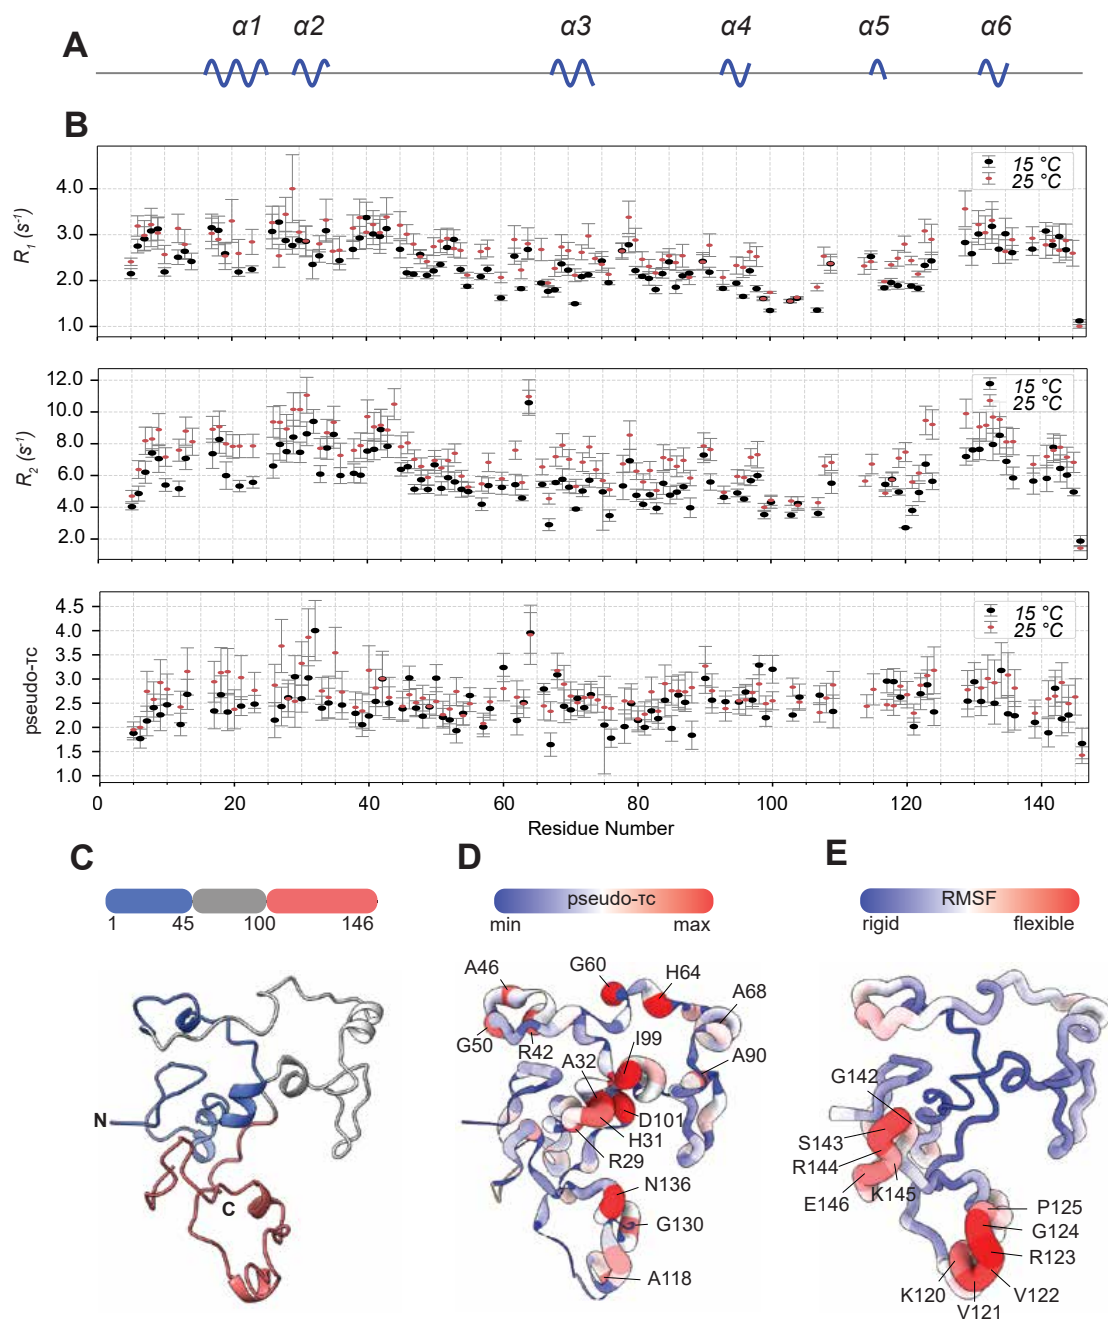 α1 α2 α3 α4 α5 α6
A
B
4.0
3.0
2.0
1.0
R1 (s-1)
15 °C
25 °C
12.0
10.0
8.0
6.0
4.0
2.0
R2 (s-1)
15 °C
25 °C
4.5
4.0
3.5
3.0
2.5
2.0
1.5
1.0
pseudo-τc
15 °C
25 °C
0 20 40 60 80 100 120 140
Residue Number
C
1 45 100 146
N
C
D
pseudo-τc
min max
A46
G60
H64
A68
G50
R42
A32
I99
A90
D101
H31
R29
N136
G130
A118
E
RMSF
rigid flexible
G142
S143
R144
E146
K145
P125
G124
R123
K120
V122
V121